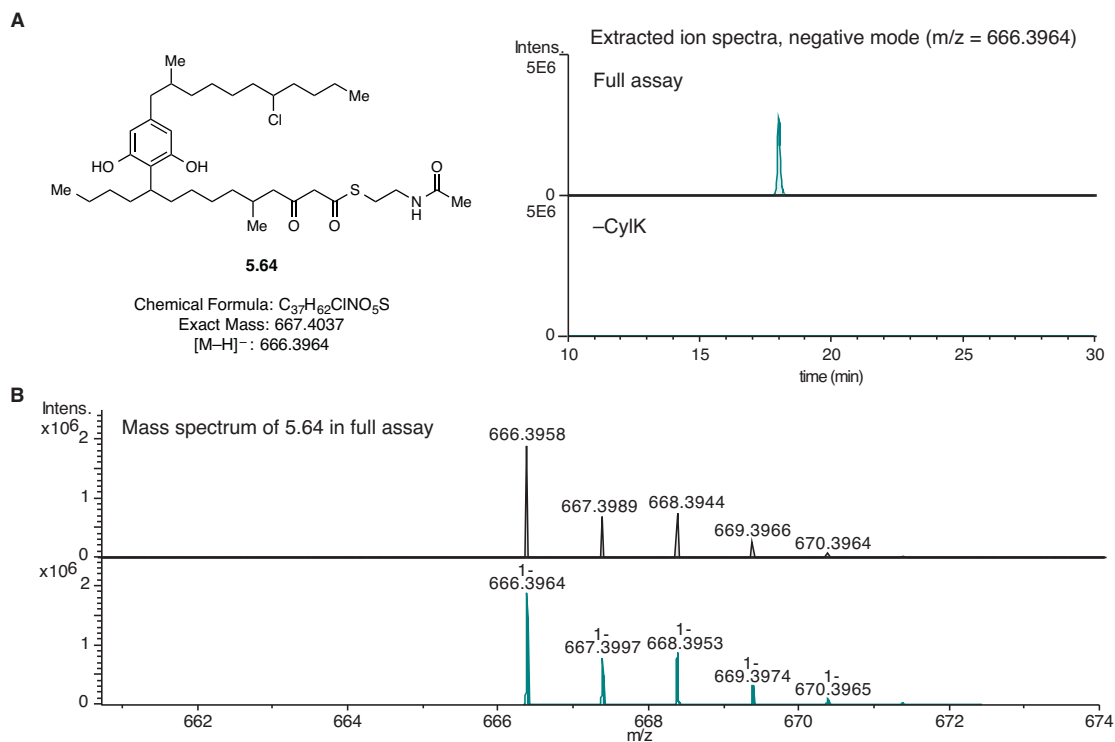 A
Me
Me
Cl
HO
OH
Me
O
S
N
H
Me
Me
O
O
5.64
Chemical Formula: C₃₇H₆₂ClNO₅S
Exact Mass: 667.4037
[M–H]⁻: 666.3964
Extracted ion spectra, negative mode (m/z = 666.3964)
Intens.
5E6
Full assay
0
5E6
–CylK
0
10 15 20 25 30
time (min)
B
Intens.
x10⁶
Mass spectrum of 5.64 in full assay
2
1
0
666.3958
667.3989
668.3944
669.3966
670.3964
x10⁶
2
1
0
1-
666.3964
1-
667.3997
1-
668.3953
1-
669.3974
1-
670.3965
662 664 666 668 670 672 674
m/z